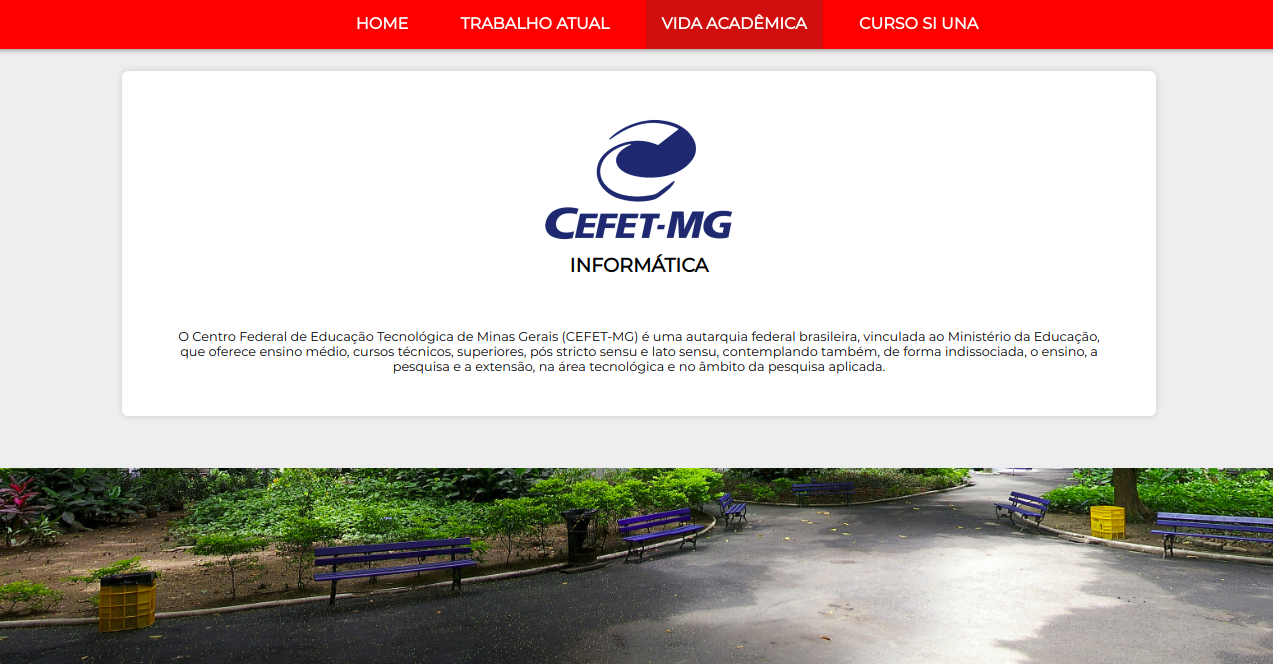 HOME TRABALHO ATUAL VIDA ACADÊMICA CURSO SI UNA
CEFET-MG
INFORMÁTICA
O Centro Federal de Educação Tecnológica de Minas Gerais (CEFET-MG) é uma autarquia federal brasileira, vinculada ao Ministério da Educação,
que oferece ensino médio, cursos técnicos, superiores, pós stricto sensu e lato sensu, contemplando também, de forma indissociada, o ensino, a
pesquisa e a extensão, na área tecnológica e no âmbito da pesquisa aplicada.